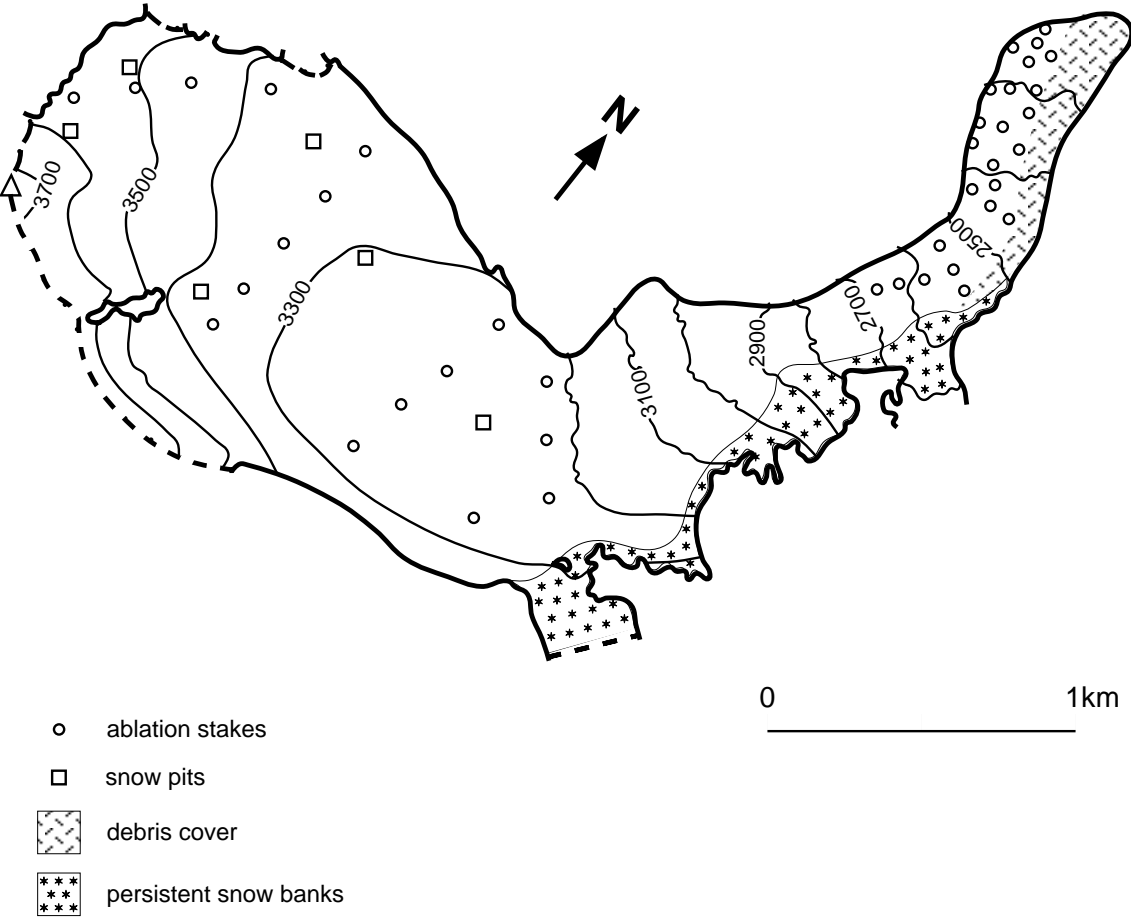 N
3700
3500
3300
3100
2900
2700
2500
0 1km
ablation stakes
snow pits
debris cover
persistent snow banks